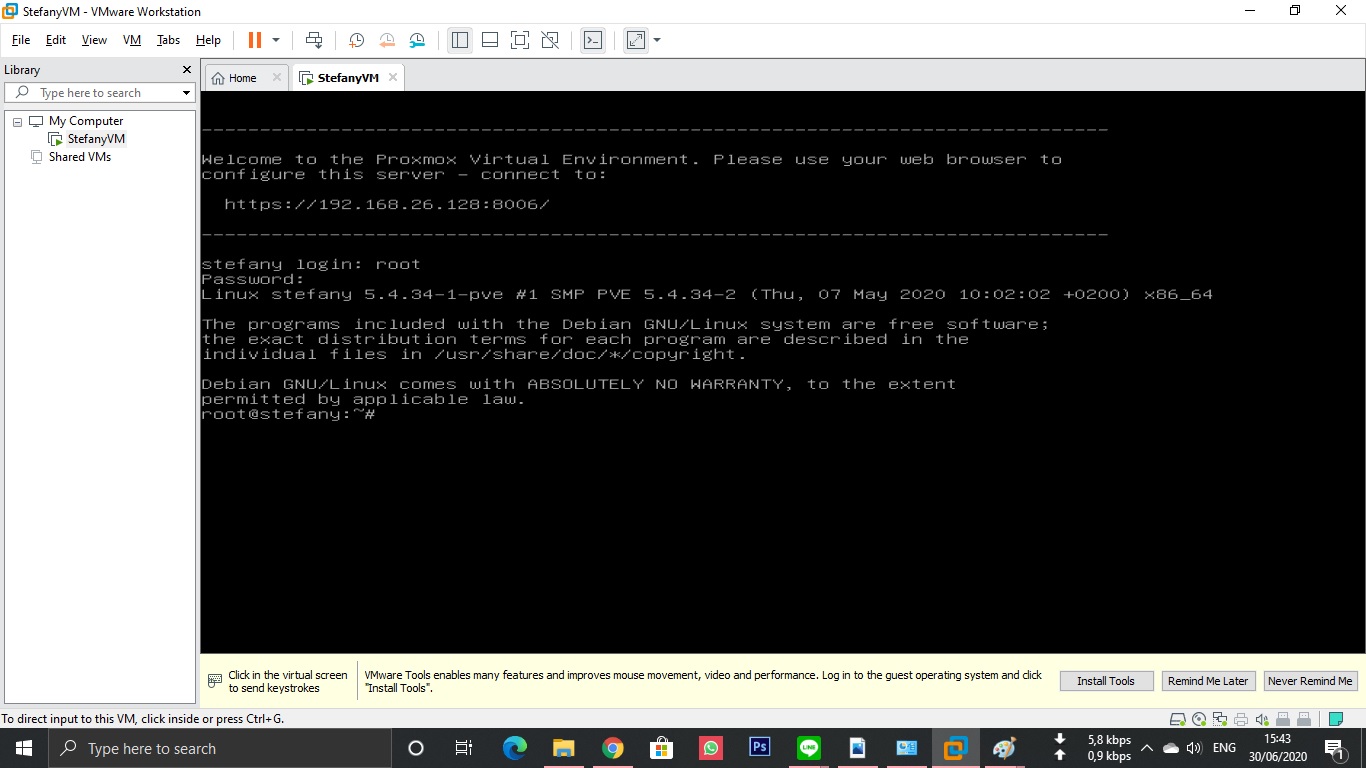 StefanyVM - VMware Workstation
File Edit View VM Tabs Help
Library
Type here to search
My Computer
StefanyVM
Shared VMs
Home
StefanyVM
--------------------------------------------------------------------------------
Welcome to the Proxmox Virtual Environment. Please use your web browser to
configure this server - connect to:
https://192.168.26.128:8006/
--------------------------------------------------------------------------------
stefany login: root
Password:
Linux stefany 5.4.34-1-pve #1 SMP PVE 5.4.34-2 (Thu, 07 May 2020 10:02:02 +0200) x86_64
The programs included with the Debian GNU/Linux system are free software;
the exact distribution terms for each program are described in the
individual files in /usr/share/doc/*/copyright.
Debian GNU/Linux comes with ABSOLUTELY NO WARRANTY, to the extent
permitted by applicable law.
root@stefany:~#
Click in the virtual screen
to send keystrokes
VMware Tools enables many features and improves mouse movement, video and performance. Log in to the guest operating system and click
"Install Tools".
Install Tools
Remind Me Later
Never Remind Me
To direct input to this VM, click inside or press Ctrl+G.
Type here to search
Ps
LINE
5,8 kbps
0,9 kbps
ENG
15:43
30/06/2020
1